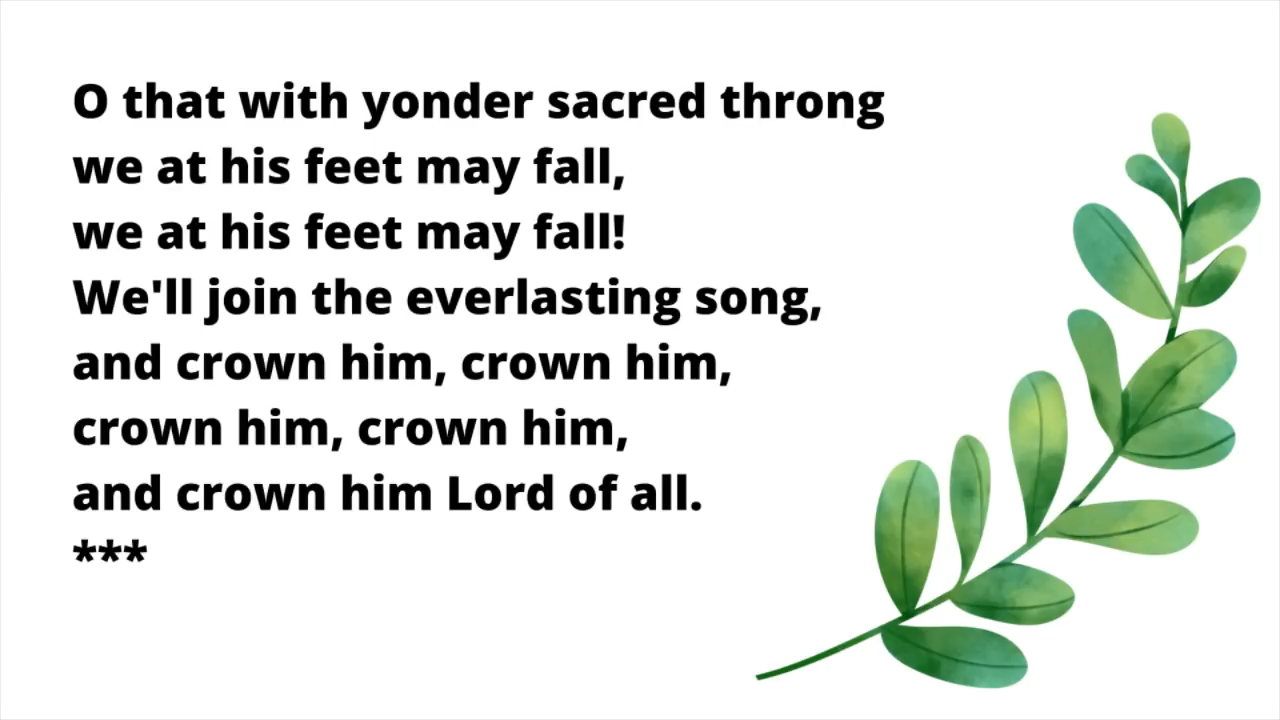 O that with yonder sacred throng
we at his feet may fall,
we at his feet may fall!
We'll join the everlasting song,
and crown him, crown him,
crown him, crown him,
and crown him Lord of all.
***